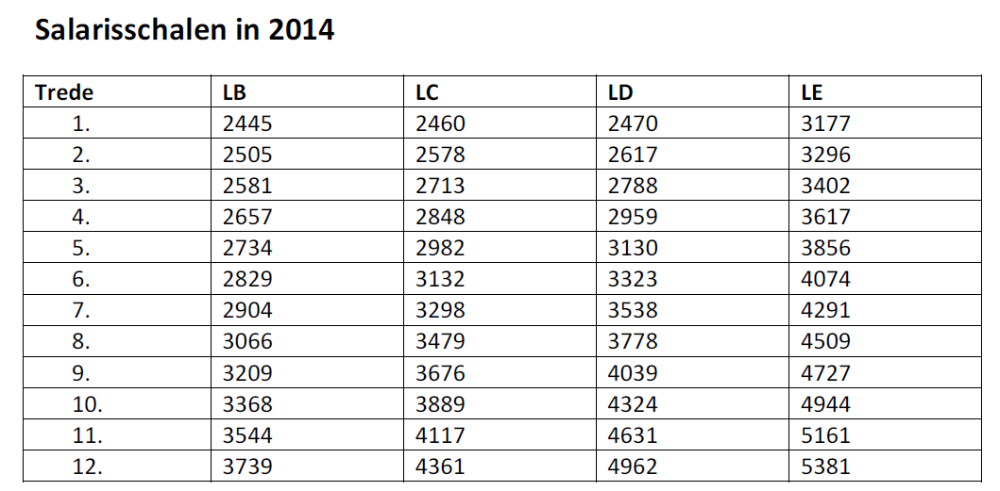 Salarisschalen in 2014
Trede LB LC LD LE
1. 2445 2460 2470 3177
2. 2505 2578 2617 3296
3. 2581 2713 2788 3402
4. 2657 2848 2959 3617
5. 2734 2982 3130 3856
6. 2829 3132 3323 4074
7. 2904 3298 3538 4291
8. 3066 3479 3778 4509
9. 3209 3676 4039 4727
10. 3368 3889 4324 4944
11. 3544 4117 4631 5161
12. 3739 4361 4962 5381